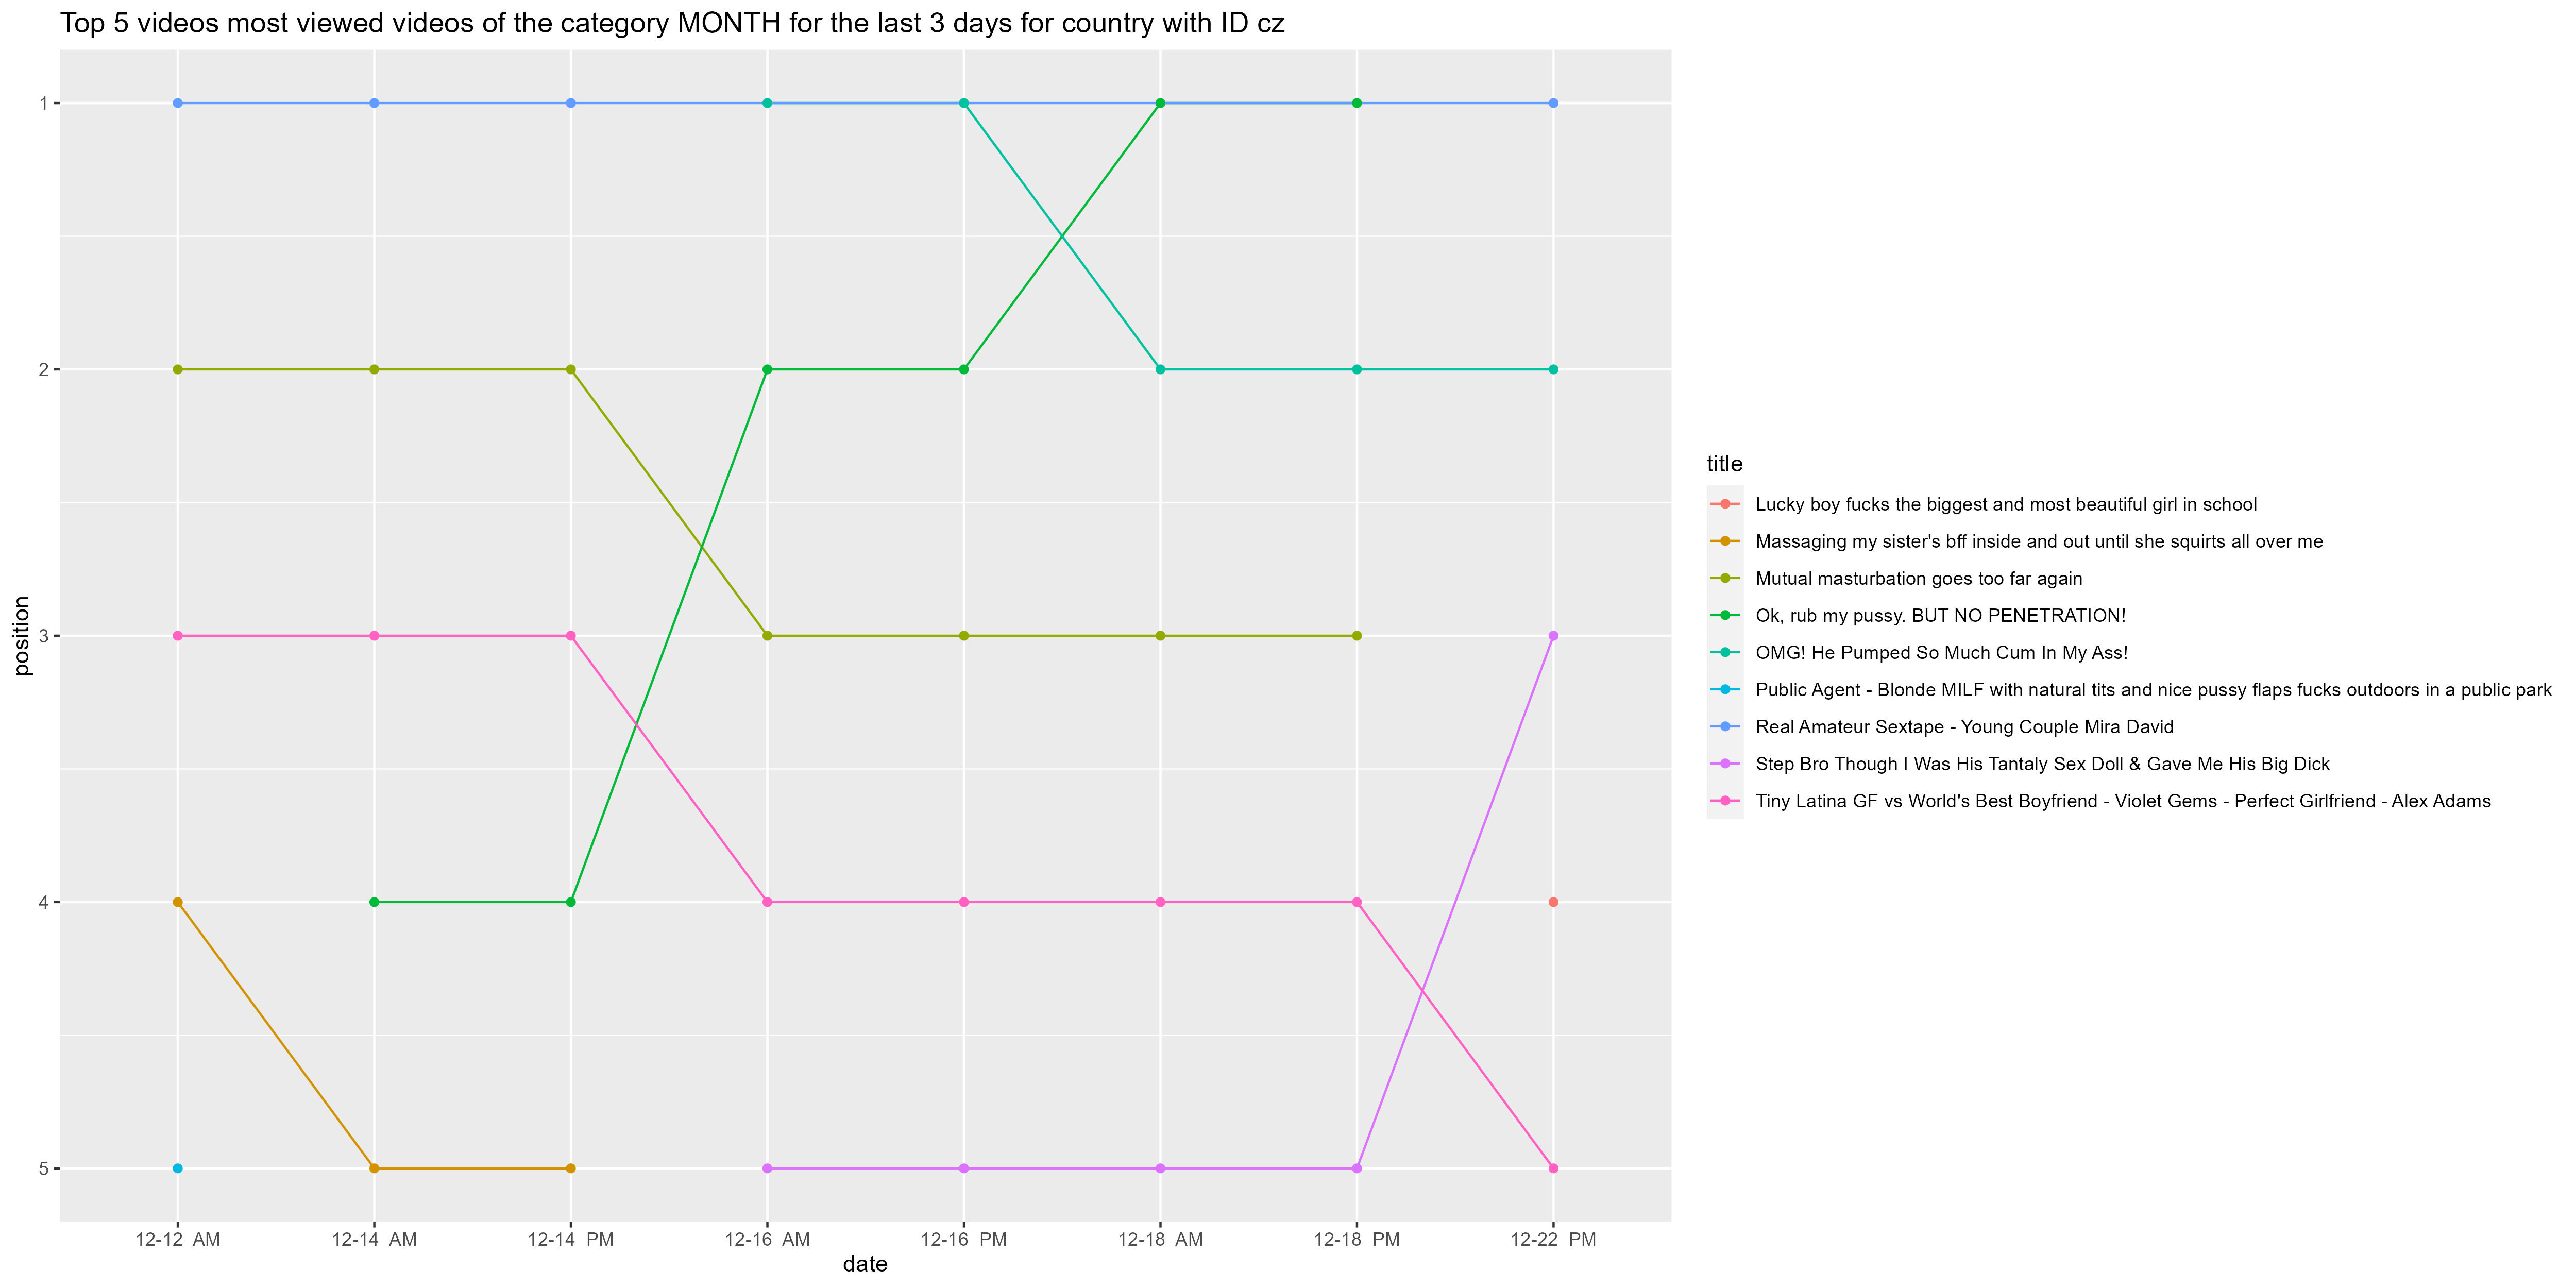 Top 5 videos most viewed videos of the category MONTH for the last 3 days for country with ID cz
position
1
2
3
4
5
12-12 AM
12-14 AM
12-14 PM
12-16 AM
12-16 PM
12-18 AM
12-18 PM
12-22 PM
date
title
Lucky boy fucks the biggest and most beautiful girl in school
Massaging my sister's bff inside and out until she squirts all over me
Mutual masturbation goes too far again
Ok, rub my pussy. BUT NO PENETRATION!
OMG! He Pumped So Much Cum In My Ass!
Public Agent - Blonde MILF with natural tits and nice pussy flaps fucks outdoors in a public park
Real Amateur Sextape - Young Couple Mira David
Step Bro Though I Was His Tantaly Sex Doll & Gave Me His Big Dick
Tiny Latina GF vs World's Best Boyfriend - Violet Gems - Perfect Girlfriend - Alex Adams